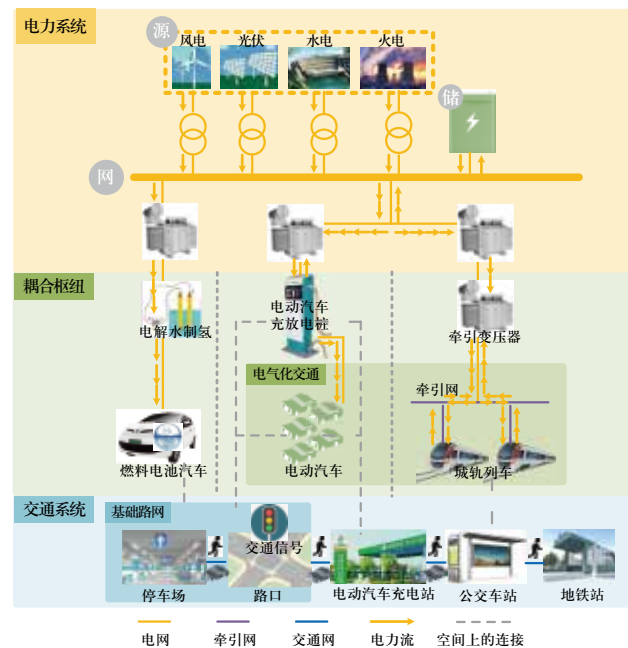 电力系统
源
风电
光伏
水电
火电
储
网
耦合枢纽
电解水制氢
电动汽车
充放电桩
牵引变压器
电气化交通
牵引网
燃料电池汽车
电动汽车
城轨列车
交通系统
基础路网
交通信号
停车场
路口
电动汽车充电站
公交车站
地铁站
电网
牵引网
交通网
电力流
空间上的连接